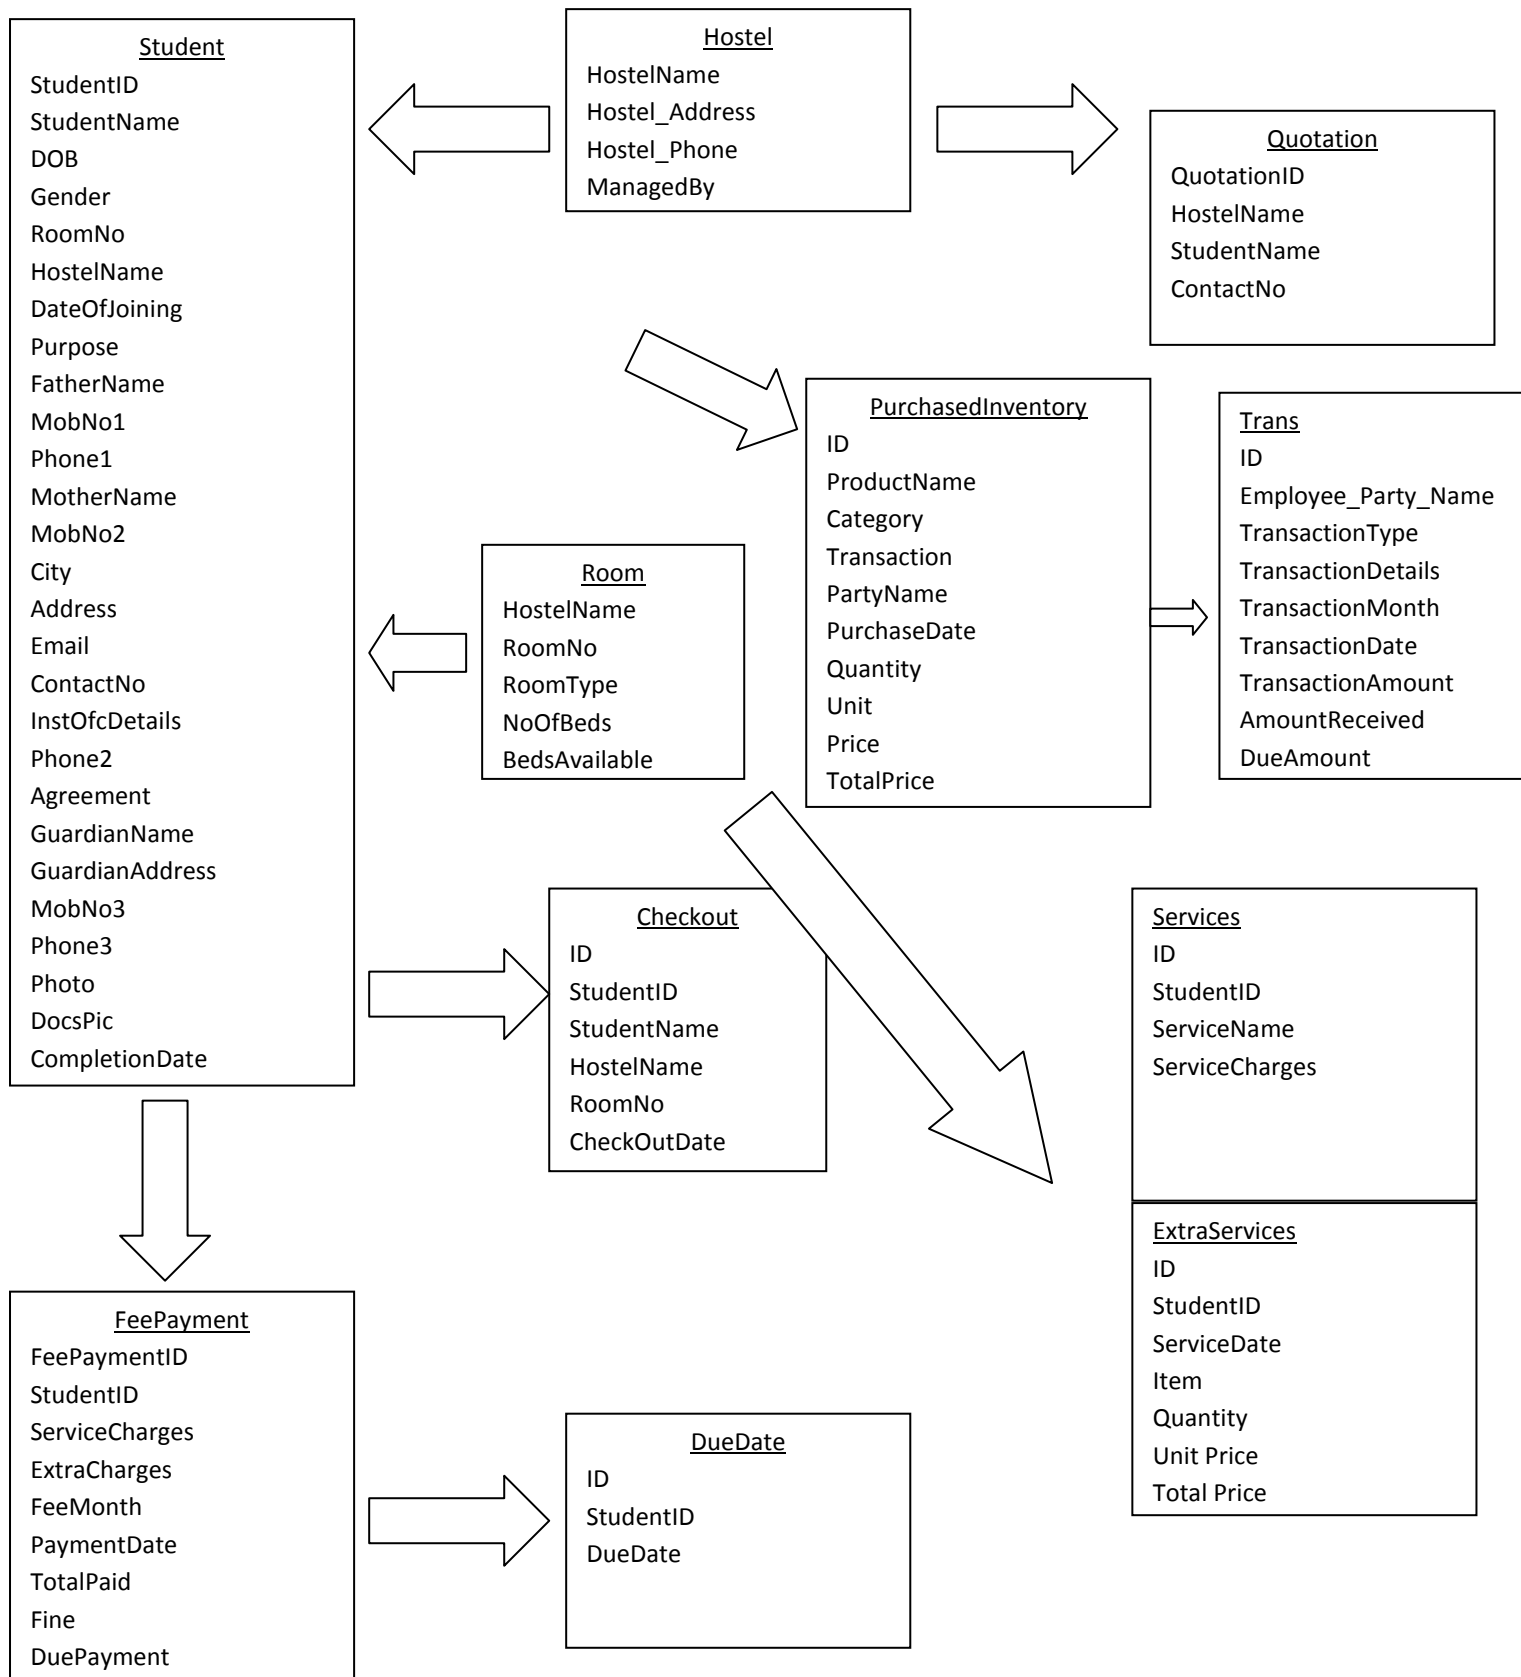 Student
StudentID
StudentName
DOB
Gender
RoomNo
HostelName
DateOfJoining
Purpose
FatherName
MobNo1
Phone1
MotherName
MobNo2
City
Address
Email
ContactNo
InstOfcDetails
Phone2
Agreement
GuardianName
GuardianAddress
MobNo3
Phone3
Photo
DocsPic
CompletionDate
Hostel
HostelName
Hostel_Address
Hostel_Phone
ManagedBy
Quotation
QuotationID
HostelName
StudentName
ContactNo
PurchasedInventory
ID
ProductName
Category
Transaction
PartyName
PurchaseDate
Quantity
Unit
Price
TotalPrice
Trans
ID
Employee_Party_Name
TransactionType
TransactionDetails
TransactionMonth
TransactionDate
TransactionAmount
AmountReceived
DueAmount
Room
HostelName
RoomNo
RoomType
NoOfBeds
BedsAvailable
Checkout
ID
StudentID
StudentName
HostelName
RoomNo
CheckOutDate
Services
ID
StudentID
ServiceName
ServiceCharges
ExtraServices
ID
StudentID
ServiceDate
Item
Quantity
Unit Price
Total Price
FeePayment
FeePaymentID
StudentID
ServiceCharges
ExtraCharges
FeeMonth
PaymentDate
TotalPaid
Fine
DuePayment
DueDate
ID
StudentID
DueDate